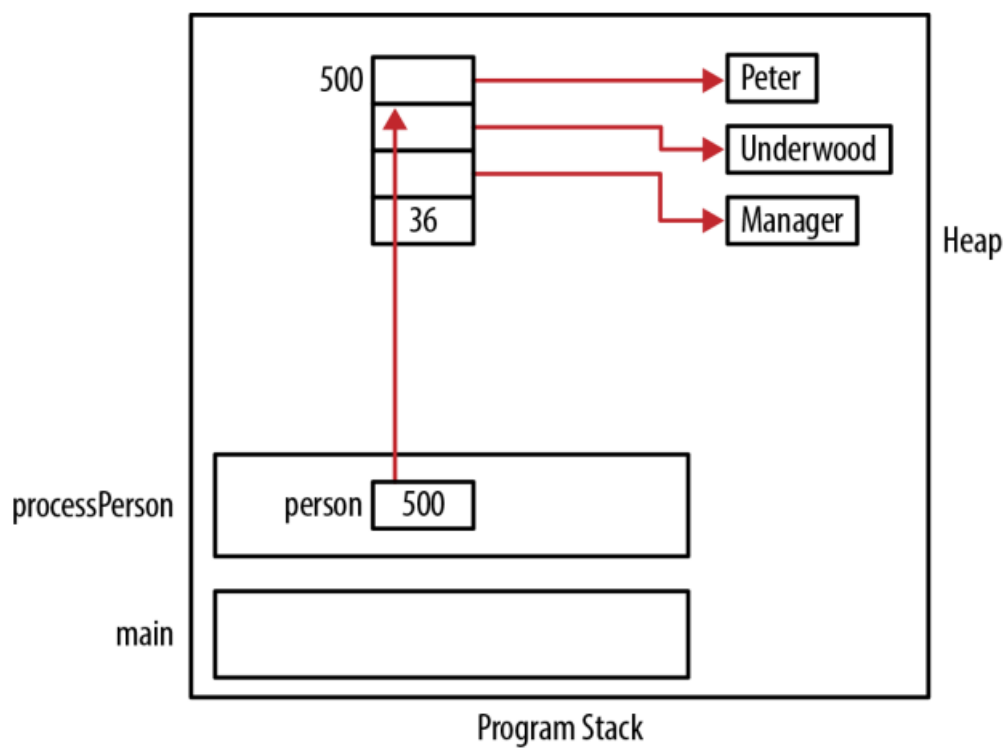 500
Peter
Underwood
36
Manager
Heap
processPerson
person
500
main
Program Stack